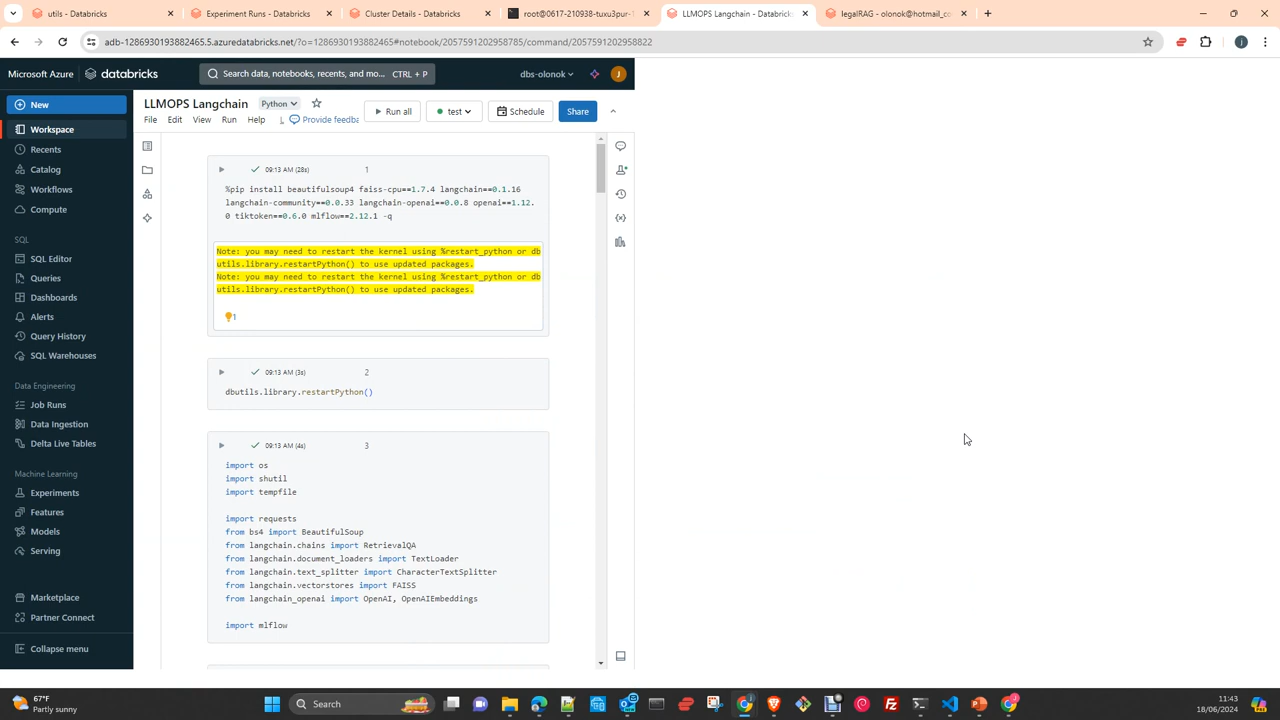 utils - Databricks
Experiment Runs - Databricks
Cluster Details - Databricks
root@0617-210938-tuxu3pur-1
LLMOPS Langchain - Databricks
legalRAG - olonok@hotmail_co
adb-1286930193882465.5.azuredatabricks.net/?o=1286930193882465#notebook/2057591202958785/command/2057591202958822
Microsoft Azure
databricks
Search data, notebooks, recents, and mo...
CTRL + P
dbs-olonok
J
New
Workspace
Recents
Catalog
Workflows
Compute
SQL
SQL Editor
Queries
Dashboards
Alerts
Query History
SQL Warehouses
Data Engineering
Job Runs
Data Ingestion
Delta Live Tables
Machine Learning
Experiments
Features
Models
Serving
Marketplace
Partner Connect
Collapse menu
LLMOPS Langchain
Python
File
Edit
View
Run
Help
Provide feedba
Run all
test
Schedule
Share
09:13 AM (28s)
1
%pip install beautifulsoup4 faiss-cpu==1.7.4 langchain==0.1.16
langchain-community==0.0.33 langchain-openai==0.0.8 openai==1.12.
0 tiktoken==0.6.0 mlflow==2.12.1 -q
Note: you may need to restart the kernel using %restart_python or db
utils.library.restartPython() to use updated packages.
Note: you may need to restart the kernel using %restart_python or db
utils.library.restartPython() to use updated packages.
1
09:13 AM (3s)
2
dbutils.library.restartPython()
09:13 AM (4s)
3
import os
import shutil
import tempfile
import requests
from bs4 import BeautifulSoup
from langchain.chains import RetrievalQA
from langchain.document_loaders import TextLoader
from langchain.text_splitter import CharacterTextSplitter
from langchain.vectorstores import FAISS
from langchain_openai import OpenAI, OpenAIEmbeddings
import mlflow
67°F
Partly sunny
Search
11:43
18/06/2024